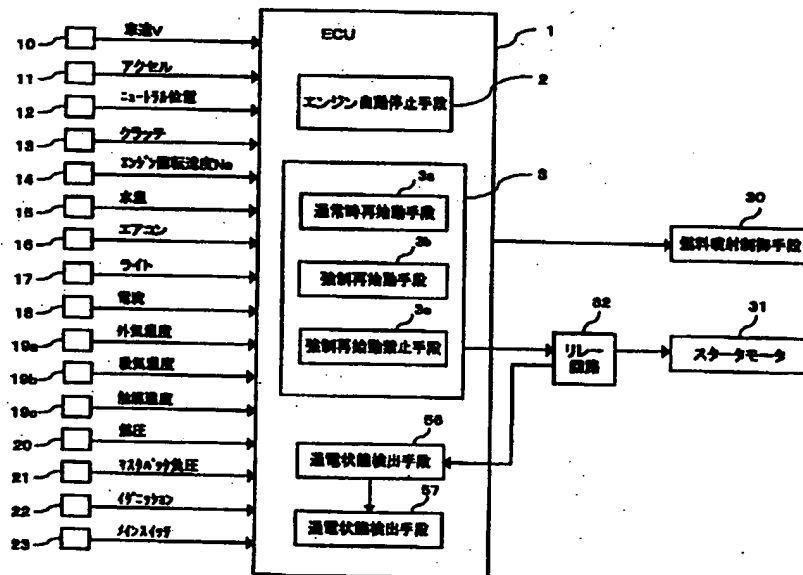 10 車速V
11 アクセル
12 ニュートラル位置
13 クラッチ
14 エンジン回転速度Ne
15 水温
16 エアコン
17 ライト
18 電流
19a 外気温度
19b 吸気温度
19c 触媒温度
20
21 マスタバック負圧
22 イグニッション
23 メインスイッチ
ECU
1
エンジン自動停止手段
2
3
3a
通常時再始動手段
3b
強制再始動手段
3c
強制再始動禁止手段
56
通電状態検出手段
57
通電状態検出手段
30
燃料噴射制御手段
32
リレー
回路
31
スタータモータ